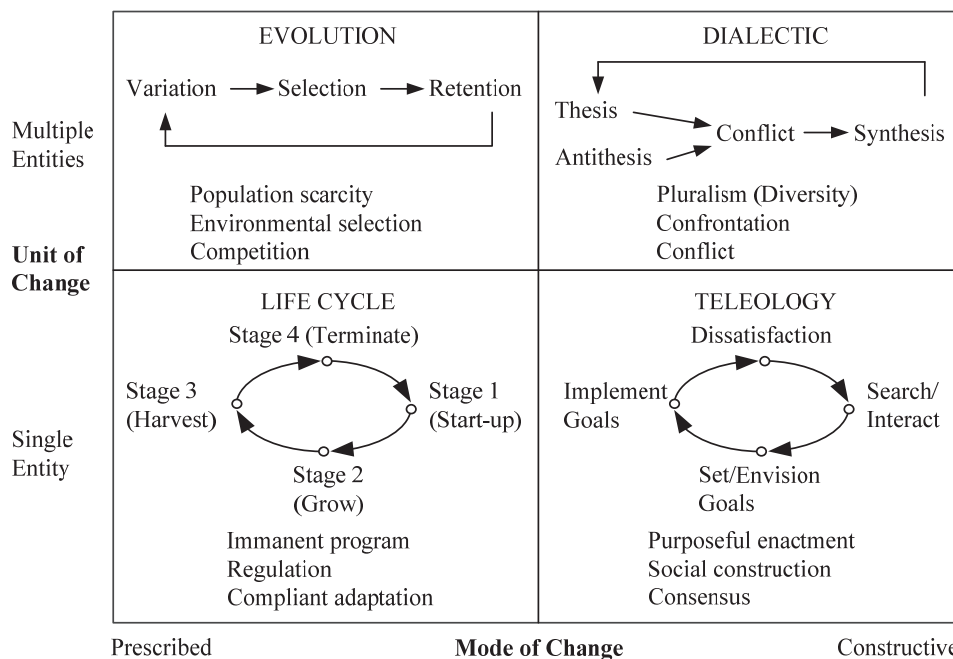 EVOLUTION
Variation Selection Retention
Population scarcity
Environmental selection
Competition
DIALECTIC
Thesis
Antithesis
Conflict
Synthesis
Pluralism (Diversity)
Confrontation
Conflict
Multiple
Entities
Unit of
Change
Single
Entity
LIFE CYCLE
Stage 4 (Terminate)
Stage 3
(Harvest)
Stage 1
(Start-up)
Stage 2
(Grow)
Immanent program
Regulation
Compliant adaptation
TELEOLOGY
Dissatisfaction
Implement
Goals
Search/
Interact
Set/Envision
Goals
Purposeful enactment
Social construction
Consensus
Prescribed Mode of Change Constructive